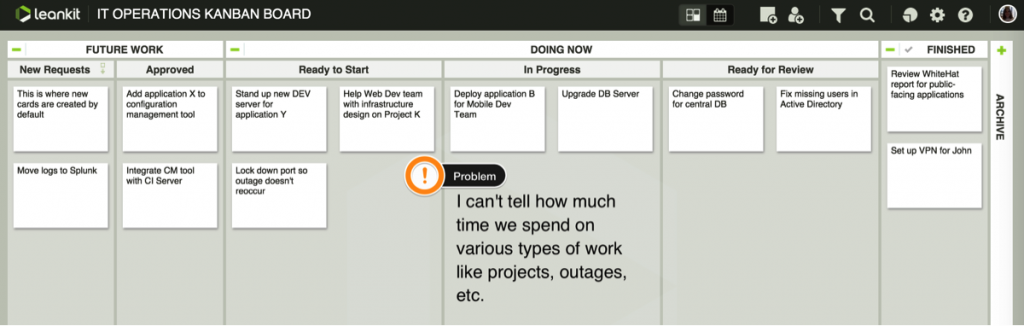 leankit IT OPERATIONS KANBAN BOARD
FUTURE WORK
DOING NOW
FINISHED
New Requests
Approved
Ready to Start
In Progress
Ready for Review
This is where new
cards are created by
default
Add application X to
configuration
management tool
Stand up new DEV
server for
application Y
Help Web Dev team
with infrastructure
design on Project K
Deploy application B
for Mobile Dev
Team
Upgrade DB Server
Change password
for central DB
Fix missing users in
Active Directory
Review WhiteHat
report for public-
facing applications
ARCHIVE
Move logs to Splunk
Integrate CM tool
with CI Server
Lock down port so
outage doesn't
reoccur
Set up VPN for John
! Problem
I can't tell how much
time we spend on
various types of work
like projects, outages,
etc.